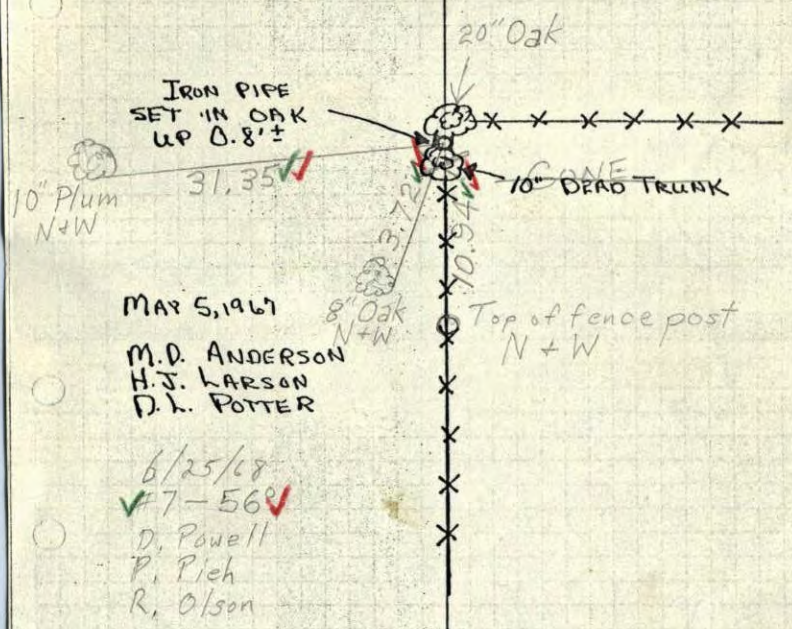 20" Oak
IRON PIPE
SET IN OAK
UP 0.8'±
10" Plum
N+W
31.35
GONE
10" DEAD TRUNK
3.72
10.94
8" Oak
N+W
Top of fence post
N + W
MAY 5, 1967
M.D. ANDERSON
H.J. LARSON
D.L. POTTER
6/25/68
#7-56°
D. Powell
P. Pieh
R. Olson